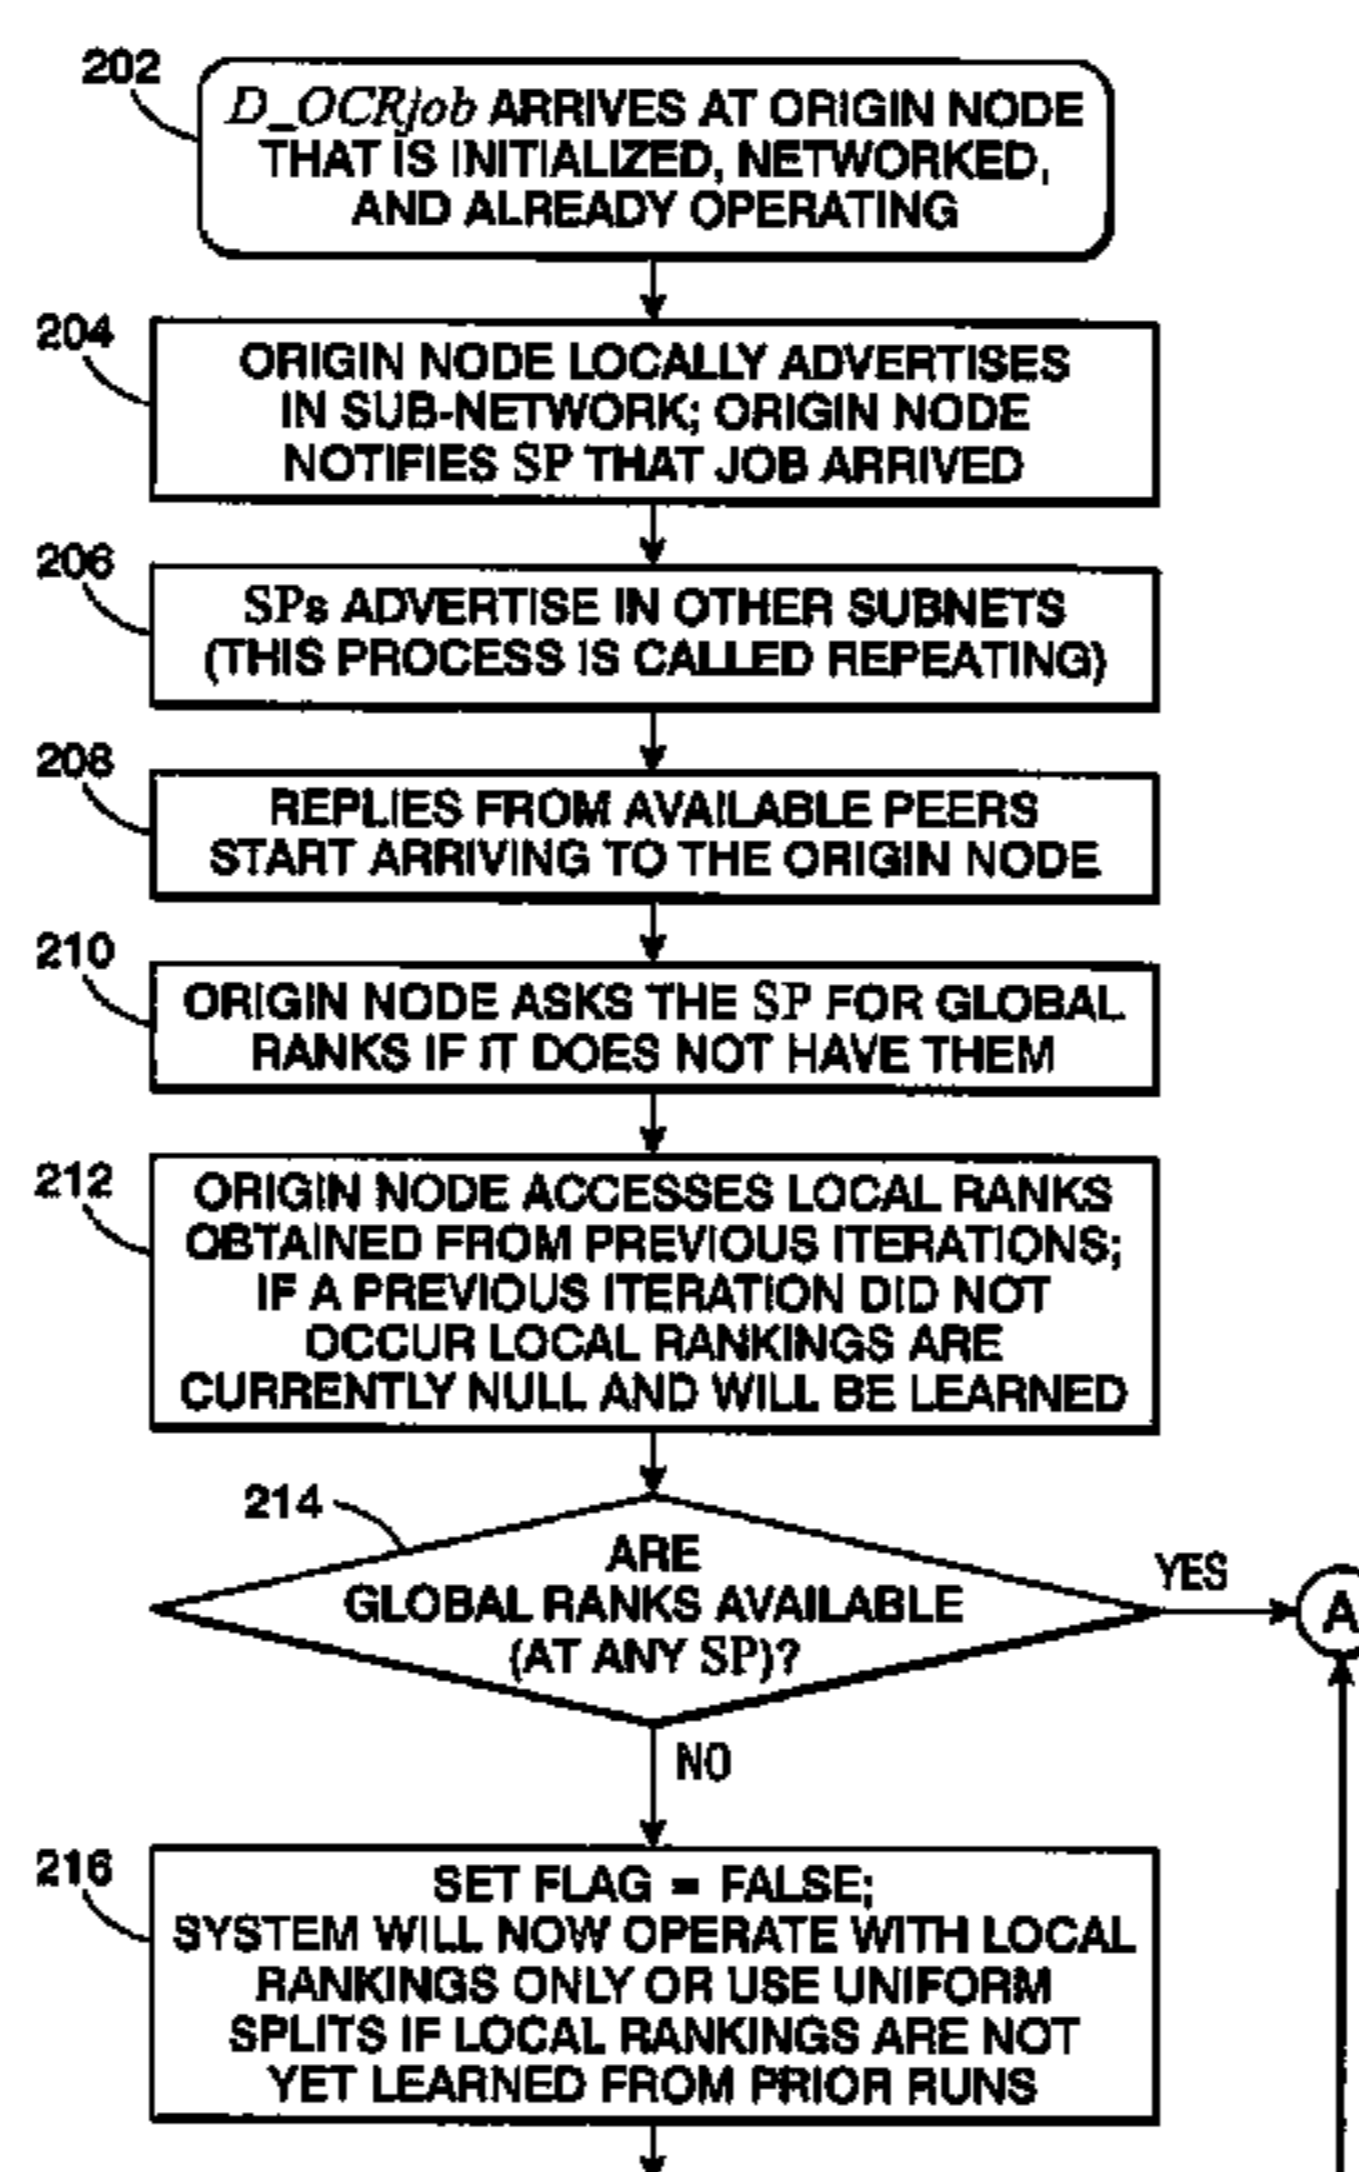 202
D_OCRjob ARRIVES AT ORIGIN NODE
THAT IS INITIALIZED, NETWORKED,
AND ALREADY OPERATING
204
ORIGIN NODE LOCALLY ADVERTISES
IN SUB-NETWORK; ORIGIN NODE
NOTIFIES SP THAT JOB ARRIVED
206
SPs ADVERTISE IN OTHER SUBNETS
(THIS PROCESS IS CALLED REPEATING)
208
REPLIES FROM AVAILABLE PEERS
START ARRIVING TO THE ORIGIN NODE
210
ORIGIN NODE ASKS THE SP FOR GLOBAL
RANKS IF IT DOES NOT HAVE THEM
212
ORIGIN NODE ACCESSES LOCAL RANKS
OBTAINED FROM PREVIOUS ITERATIONS;
IF A PREVIOUS ITERATION DID NOT
OCCUR LOCAL RANKINGS ARE
CURRENTLY NULL AND WILL BE LEARNED
214
ARE
GLOBAL RANKS AVAILABLE
(AT ANY SP)?
YES
A
NO
216
SET FLAG = FALSE;
SYSTEM WILL NOW OPERATE WITH LOCAL
RANKINGS ONLY OR USE UNIFORM
SPLITS IF LOCAL RANKINGS ARE NOT
YET LEARNED FROM PRIOR RUNS